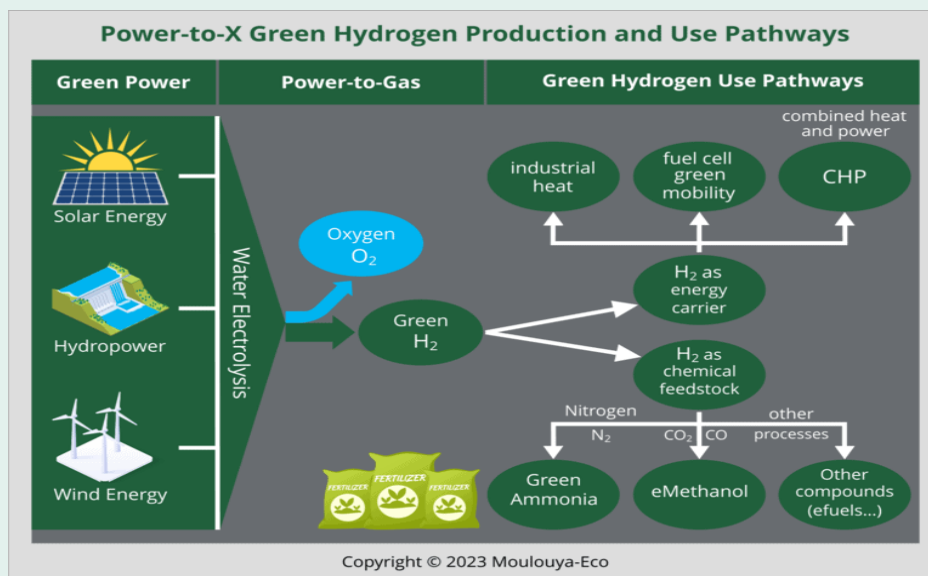 Power-to-X Green Hydrogen Production and Use Pathways
Green Power
Power-to-Gas
Green Hydrogen Use Pathways
Solar Energy
Hydropower
Wind Energy
Water Electrolysis
Oxygen
O₂
Green
H₂
combined heat
and power
industrial
heat
fuel cell
green
mobility
CHP
H₂ as
energy
carrier
H₂ as
chemical
feedstock
Nitrogen
N₂
CO₂
CO
other
processes
Green
Ammonia
eMethanol
Other
compounds
(efuels...)
FERTILIZER
FERTILIZER
FERTILIZER
Copyright © 2023 Moulouya-Eco